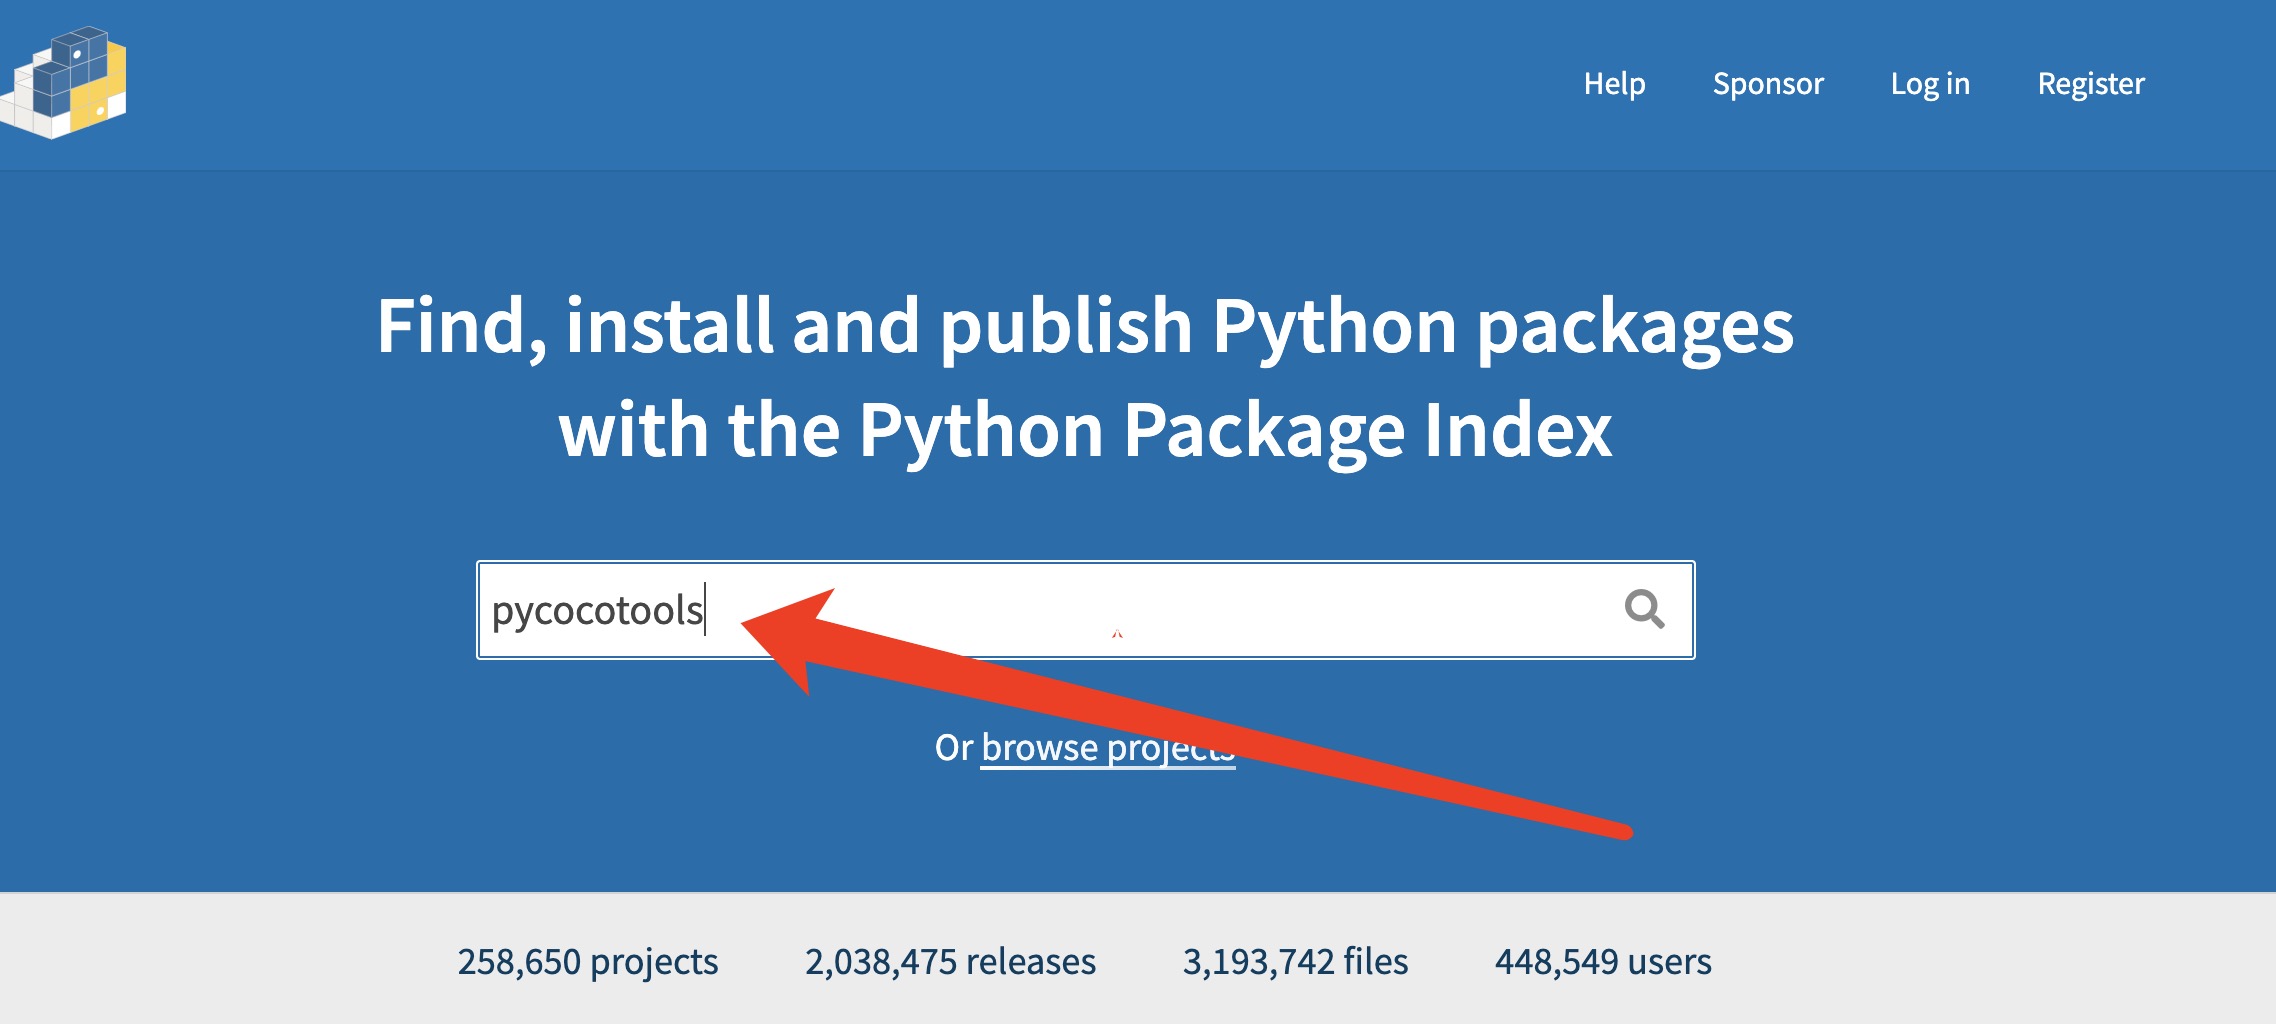 Help Sponsor Log in Register
Find, install and publish Python packages
with the Python Package Index
pycocotools
Or browse projects
258,650 projects 2,038,475 releases 3,193,742 files 448,549 users